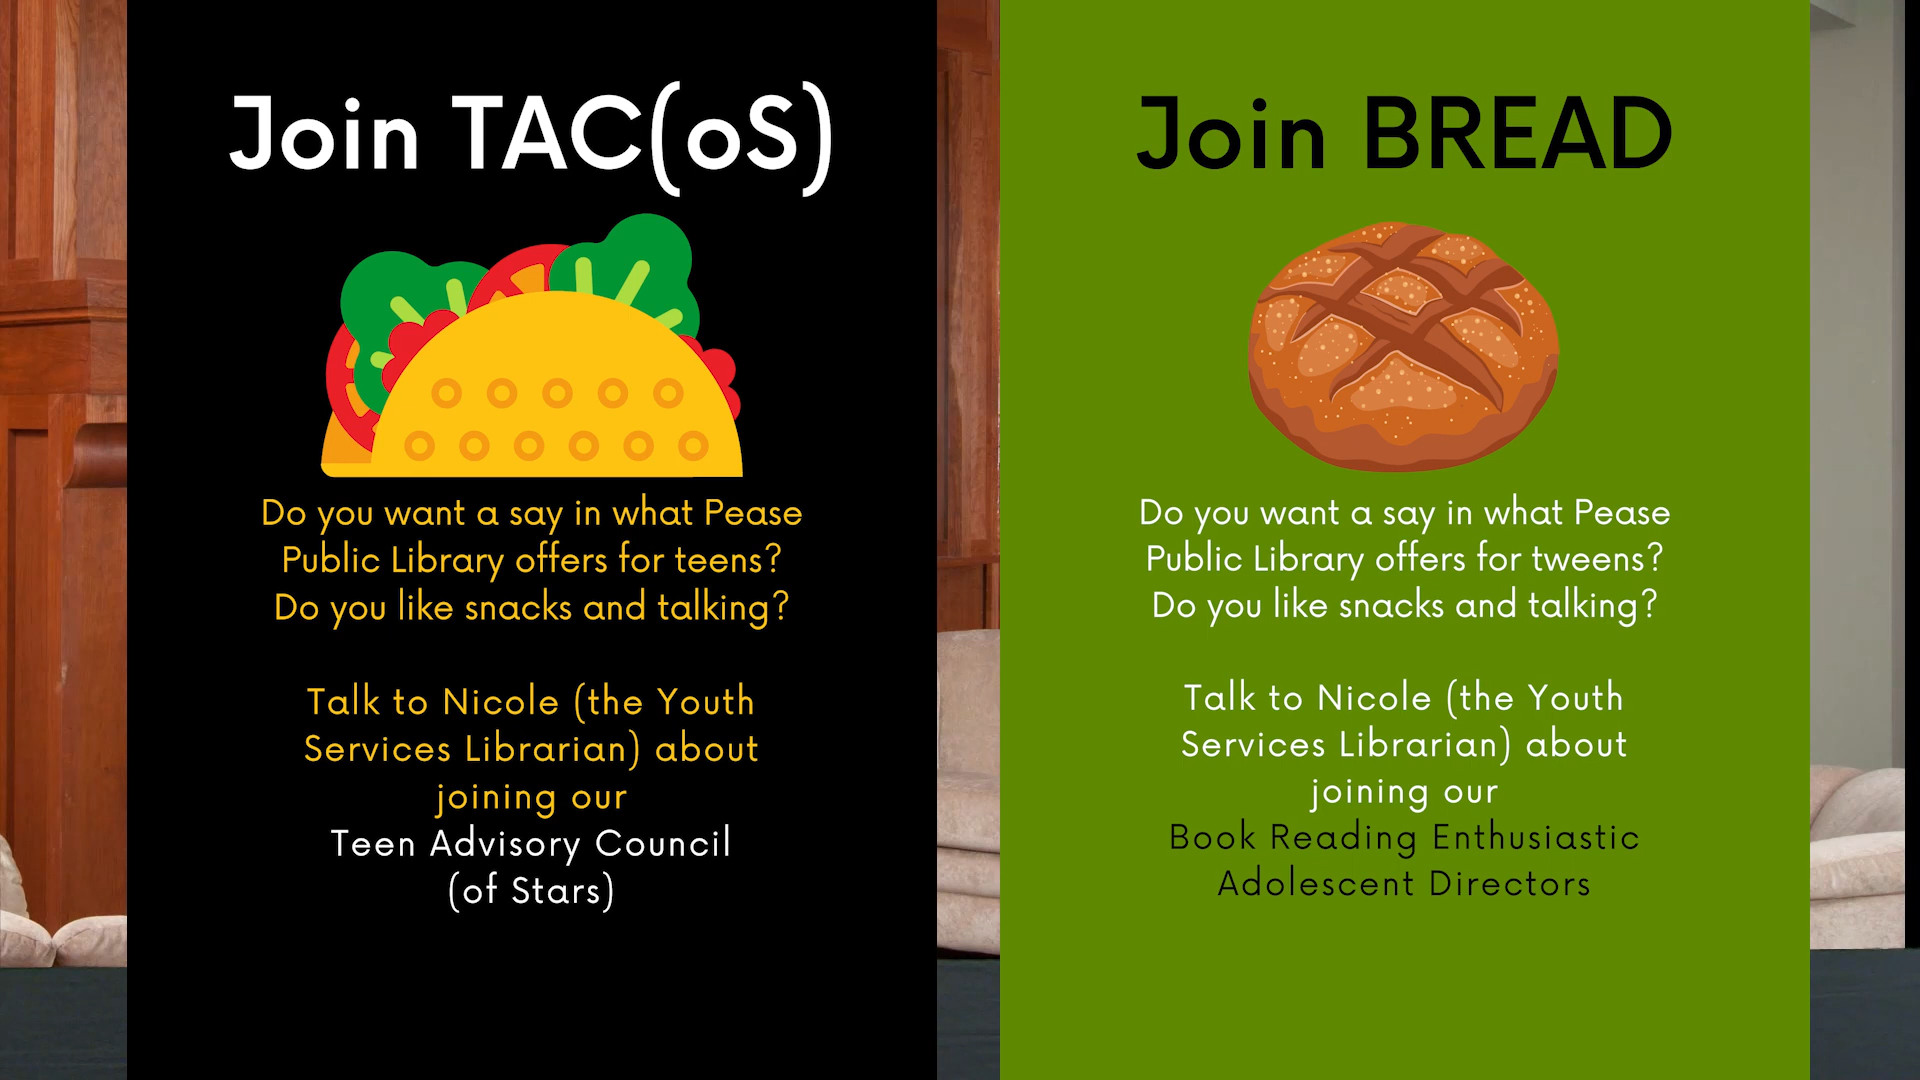 Join TAC(oS)
Do you want a say in what Pease
Public Library offers for teens?
Do you like snacks and talking?
Talk to Nicole (the Youth
Services Librarian) about
joining our
Teen Advisory Council
(of Stars)
Join BREAD
Do you want a say in what Pease
Public Library offers for tweens?
Do you like snacks and talking?
Talk to Nicole (the Youth
Services Librarian) about
joining our
Book Reading Enthusiastic
Adolescent Directors